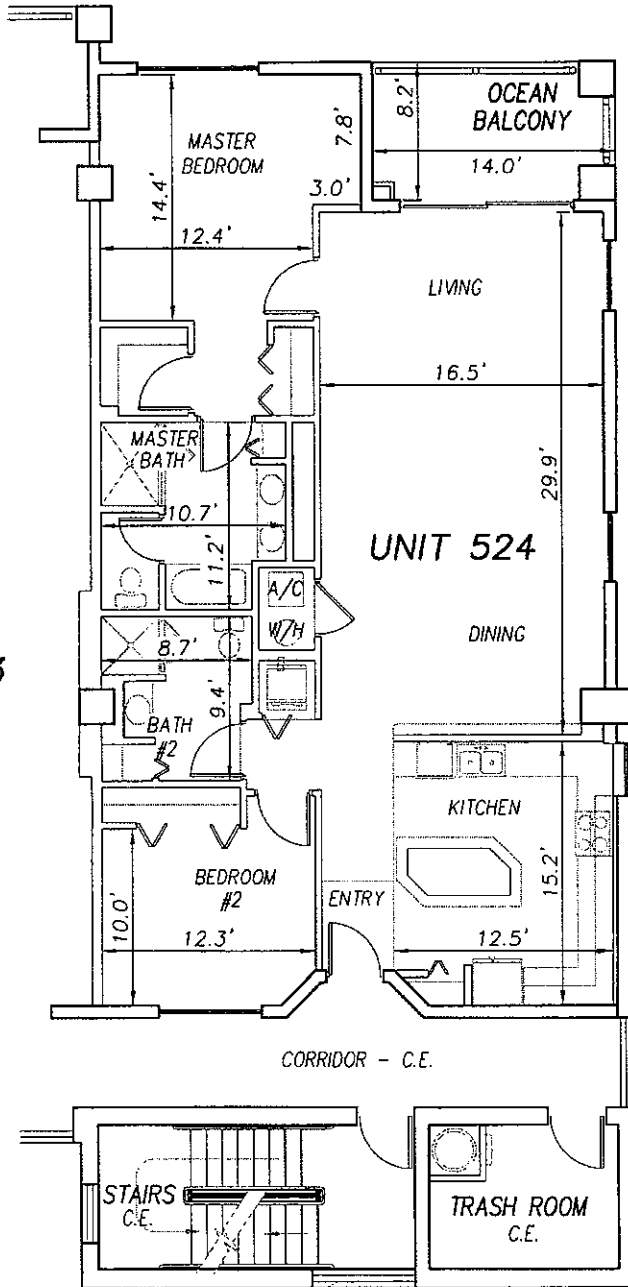 OCEAN
BALCONY
8.2'
14.0'
MASTER
BEDROOM
7.8'
14.4'
3.0'
12.4'
LIVING
16.5'
29.9'
MASTER
BATH
10.7'
11.2'
UNIT 524
A/C
W/H
DINING
8.7'
9.4'
BATH
#2
KITCHEN
15.2'
12.5'
BEDROOM
#2
10.0'
12.3'
ENTRY
CORRIDOR - C.E.
STAIRS
C.E.
TRASH ROOM
C.E.